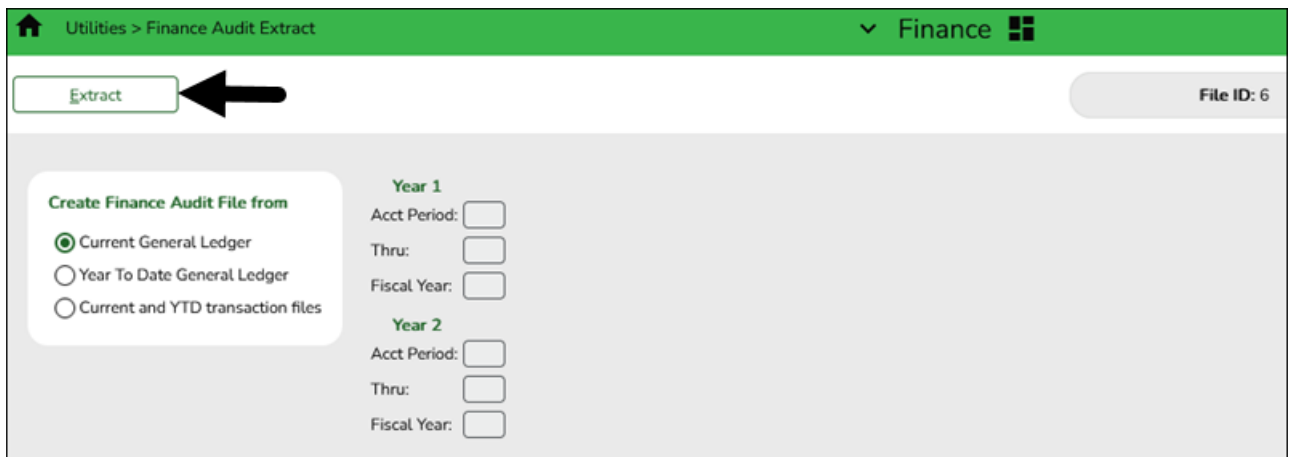 Utilities > Finance Audit Extract
Finance
Extract
File ID: 6
Create Finance Audit File from
Current General Ledger
Year To Date General Ledger
Current and YTD transaction files
Year 1
Acct Period:
Thru:
Fiscal Year:
Year 2
Acct Period:
Thru:
Fiscal Year: